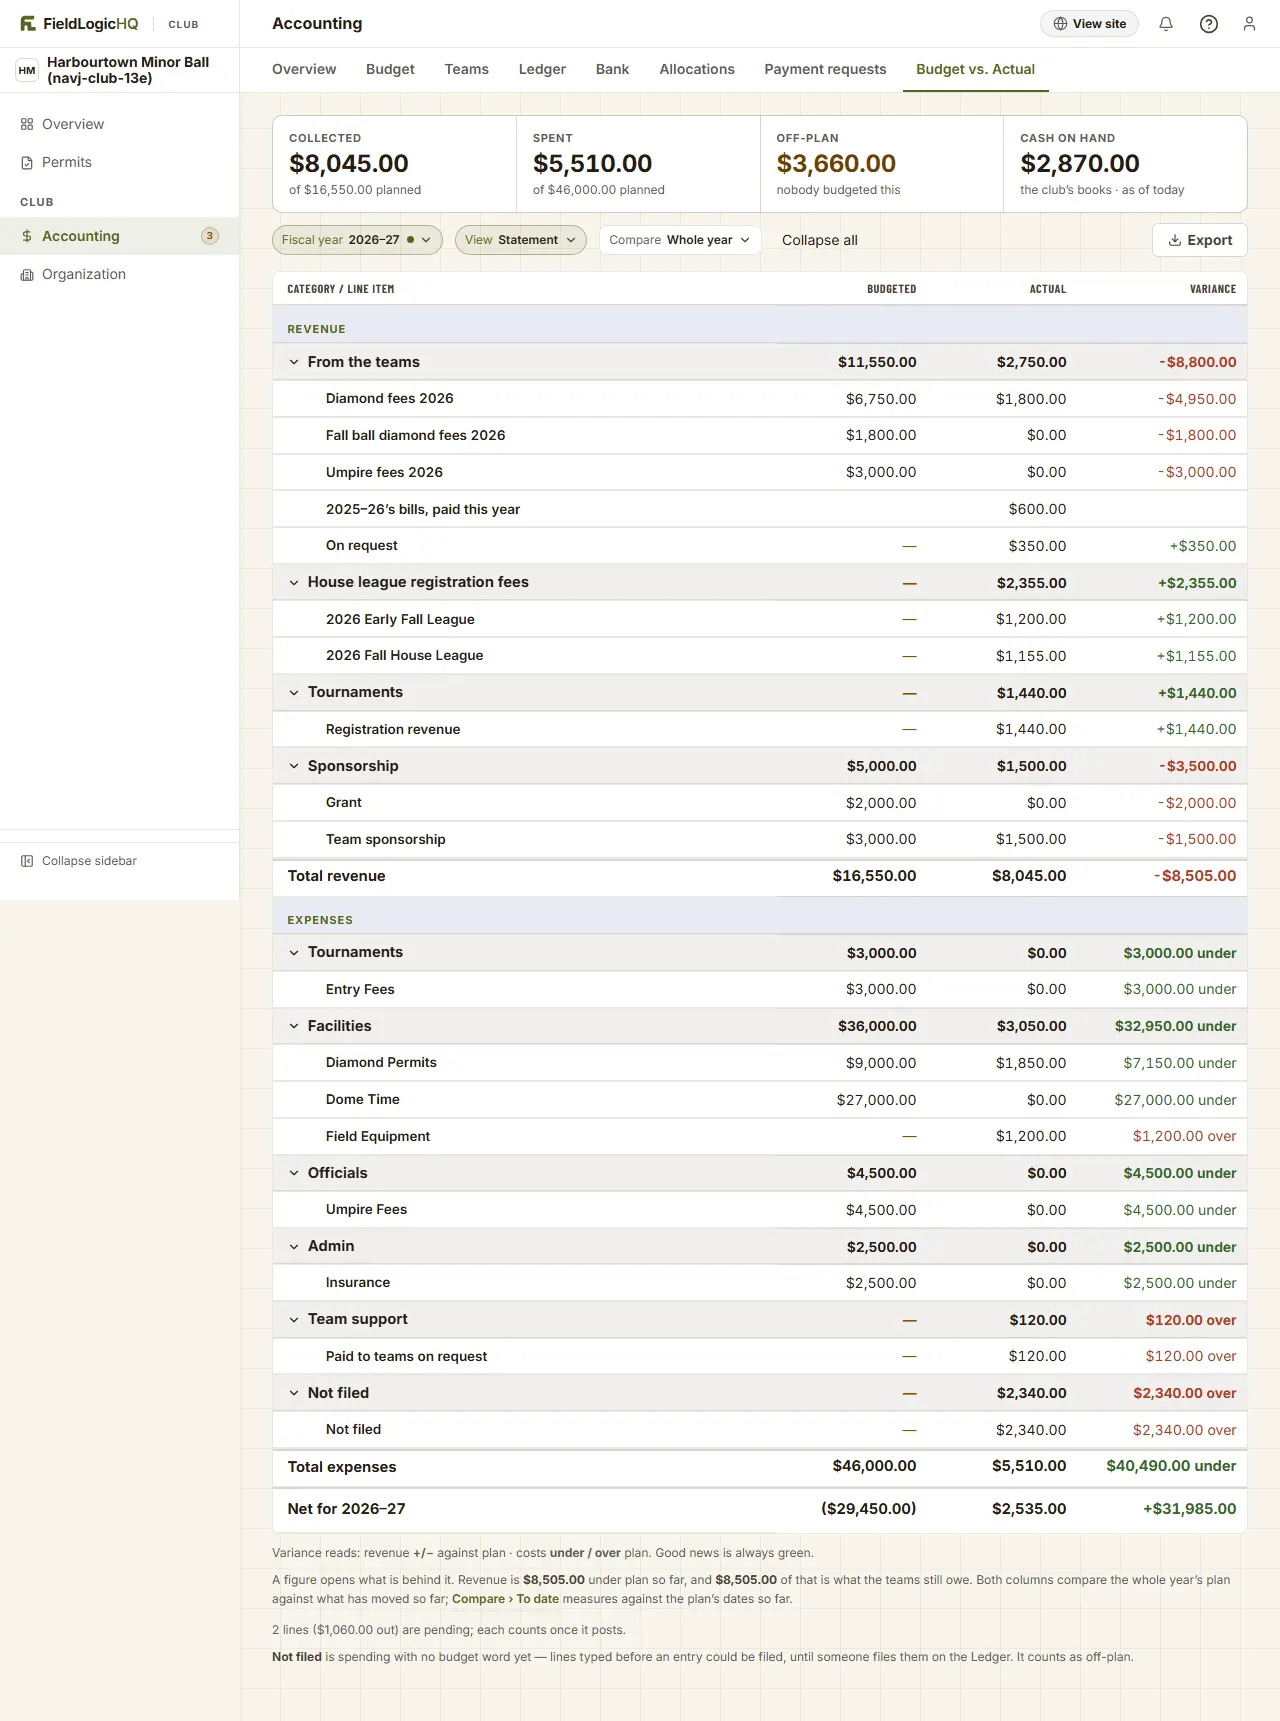 FieldLogicHQ CLUB
Accounting
View site
Harbourtown Minor Ball
(navj-club-13e)
HM
Overview
Permits
CLUB
Accounting 3
Organization
Collapse sidebar
Overview Budget Teams Ledger Bank Allocations Payment requests Budget vs. Actual
COLLECTED
$8,045.00
of $16,550.00 planned
SPENT
$5,510.00
of $46,000.00 planned
OFF-PLAN
$3,660.00
nobody budgeted this
CASH ON HAND
$2,870.00
the club’s books · as of today
Fiscal year 2026–27 View Statement Compare Whole year Collapse all Export
CATEGORY / LINE ITEM BUDGETED ACTUAL VARIANCE
REVENUE
From the teams $11,550.00 $2,750.00 -$8,800.00
Diamond fees 2026 $6,750.00 $1,800.00 -$4,950.00
Fall ball diamond fees 2026 $1,800.00 $0.00 -$1,800.00
Umpire fees 2026 $3,000.00 $0.00 -$3,000.00
2025–26’s bills, paid this year $600.00
On request — $350.00 +$350.00
House league registration fees — $2,355.00 +$2,355.00
2026 Early Fall League — $1,200.00 +$1,200.00
2026 Fall House League — $1,155.00 +$1,155.00
Tournaments — $1,440.00 +$1,440.00
Registration revenue — $1,440.00 +$1,440.00
Sponsorship $5,000.00 $1,500.00 -$3,500.00
Grant $2,000.00 $0.00 -$2,000.00
Team sponsorship $3,000.00 $1,500.00 -$1,500.00
Total revenue $16,550.00 $8,045.00 -$8,505.00
EXPENSES
Tournaments $3,000.00 $0.00 $3,000.00 under
Entry Fees $3,000.00 $0.00 $3,000.00 under
Facilities $36,000.00 $3,050.00 $32,950.00 under
Diamond Permits $9,000.00 $1,850.00 $7,150.00 under
Dome Time $27,000.00 $0.00 $27,000.00 under
Field Equipment — $1,200.00 $1,200.00 over
Officials $4,500.00 $0.00 $4,500.00 under
Umpire Fees $4,500.00 $0.00 $4,500.00 under
Admin $2,500.00 $0.00 $2,500.00 under
Insurance $2,500.00 $0.00 $2,500.00 under
Team support — $120.00 $120.00 over
Paid to teams on request — $120.00 $120.00 over
Not filed — $2,340.00 $2,340.00 over
Not filed — $2,340.00 $2,340.00 over
Total expenses $46,000.00 $5,510.00 $40,490.00 under
Net for 2026–27 ($29,450.00) $2,535.00 +$31,985.00
Variance reads: revenue +/− against plan · costs under / over plan. Good news is always green.
A figure opens what is behind it. Revenue is $8,505.00 under plan so far, and $8,505.00 of that is what the teams still owe. Both columns compare the whole year’s plan
against what has moved so far; Compare › To date measures against the plan’s dates so far.
2 lines ($1,060.00 out) are pending; each counts once it posts.
Not filed is spending with no budget word yet — lines typed before an entry could be filed, until someone files them on the Ledger. It counts as off-plan.